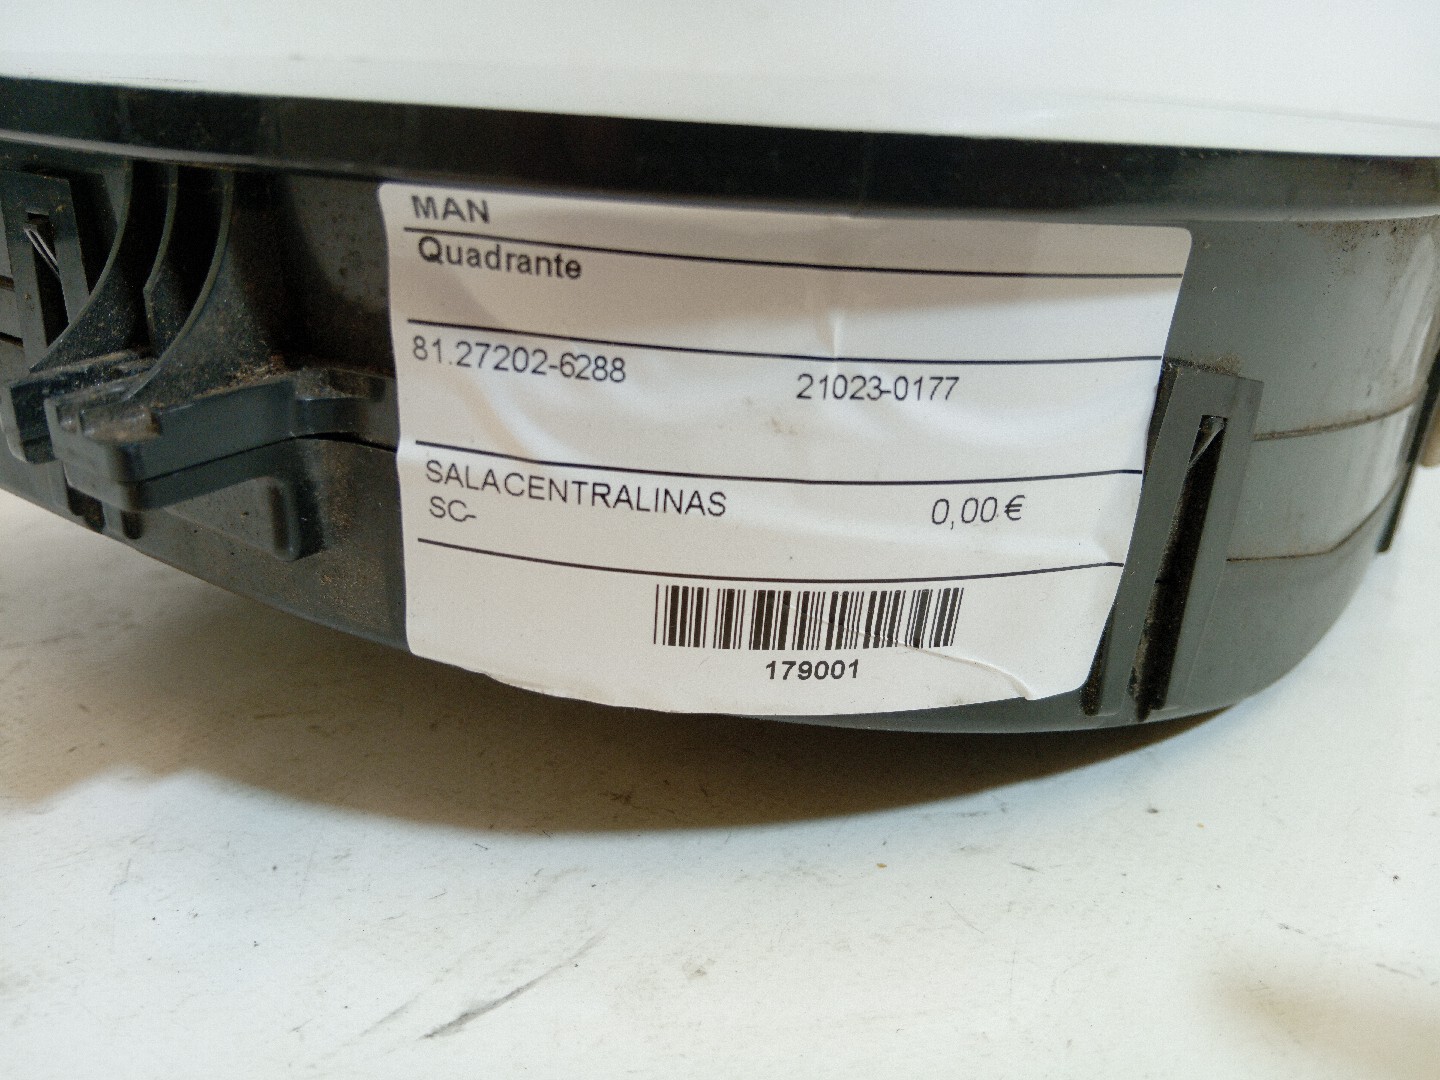 MAN
Quadrante
81.27202-6288 21023-0177
SALACENTRALINAS 0,00 €
SC-
179001